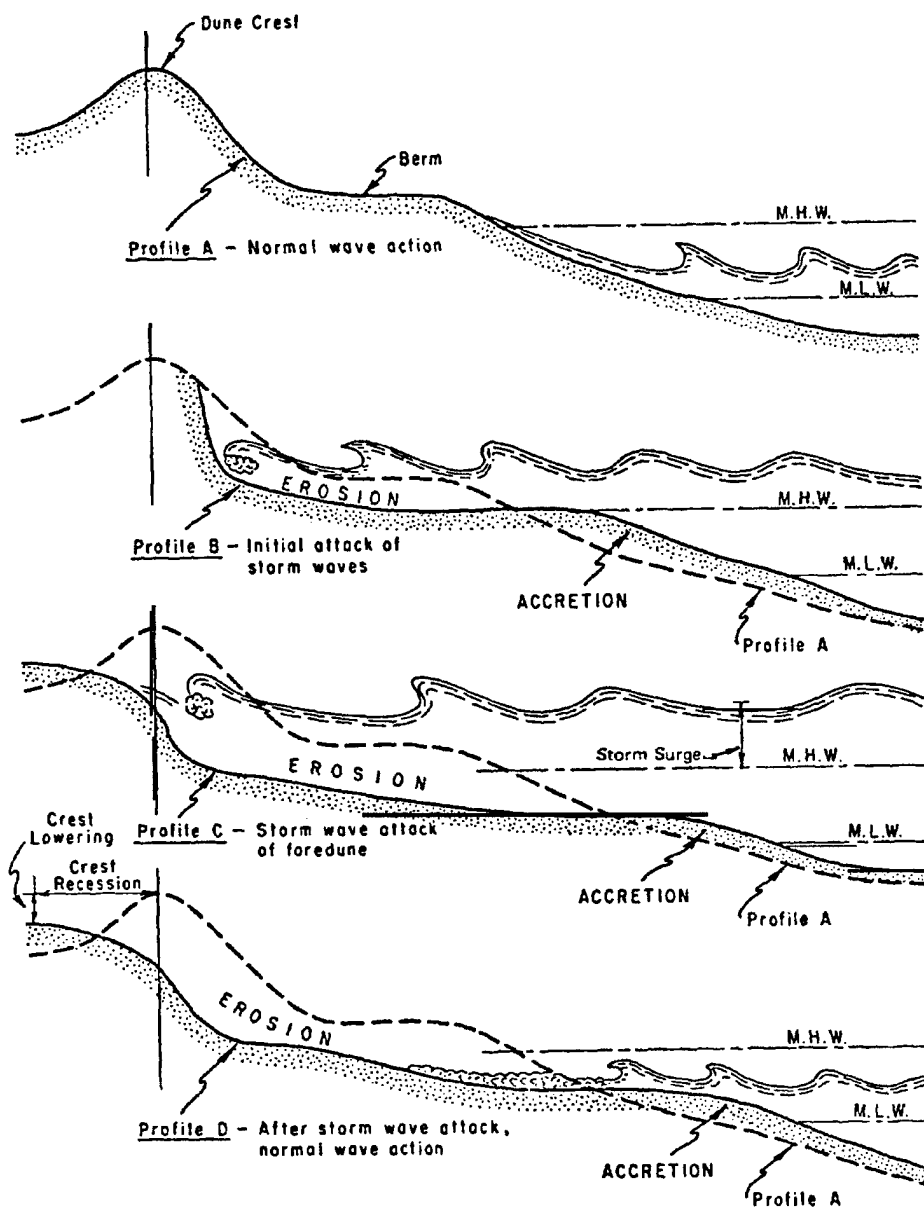 Dune Crest
Berm
M.H.W.
Profile A – Normal wave action
M.L.W.
EROSION
M.H.W.
Profile B – Initial attack of
storm waves
M.L.W.
ACCRETION
Profile A
Storm Surge
M.H.W.
EROSION
Crest
Lowering
Profile C – Storm wave attack
of foredune
M.L.W.
Crest
Recession
ACCRETION
Profile A
EROSION
M.H.W.
M.L.W.
Profile D – After storm wave attack,
normal wave action
ACCRETION
Profile A